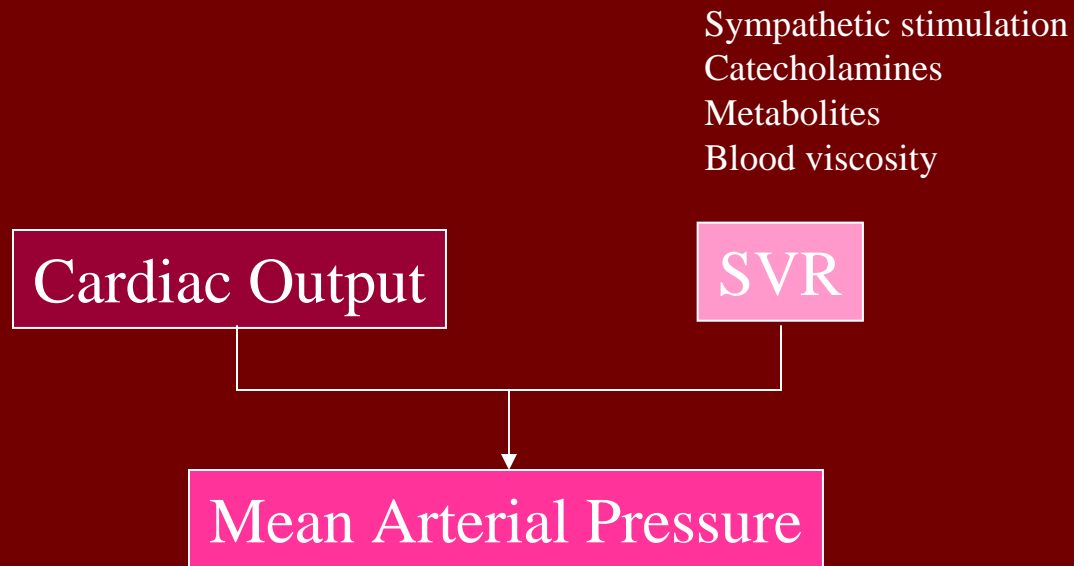 Sympathetic stimulation
Catecholamines
Metabolites
Blood viscosity
Cardiac Output
SVR
Mean Arterial Pressure